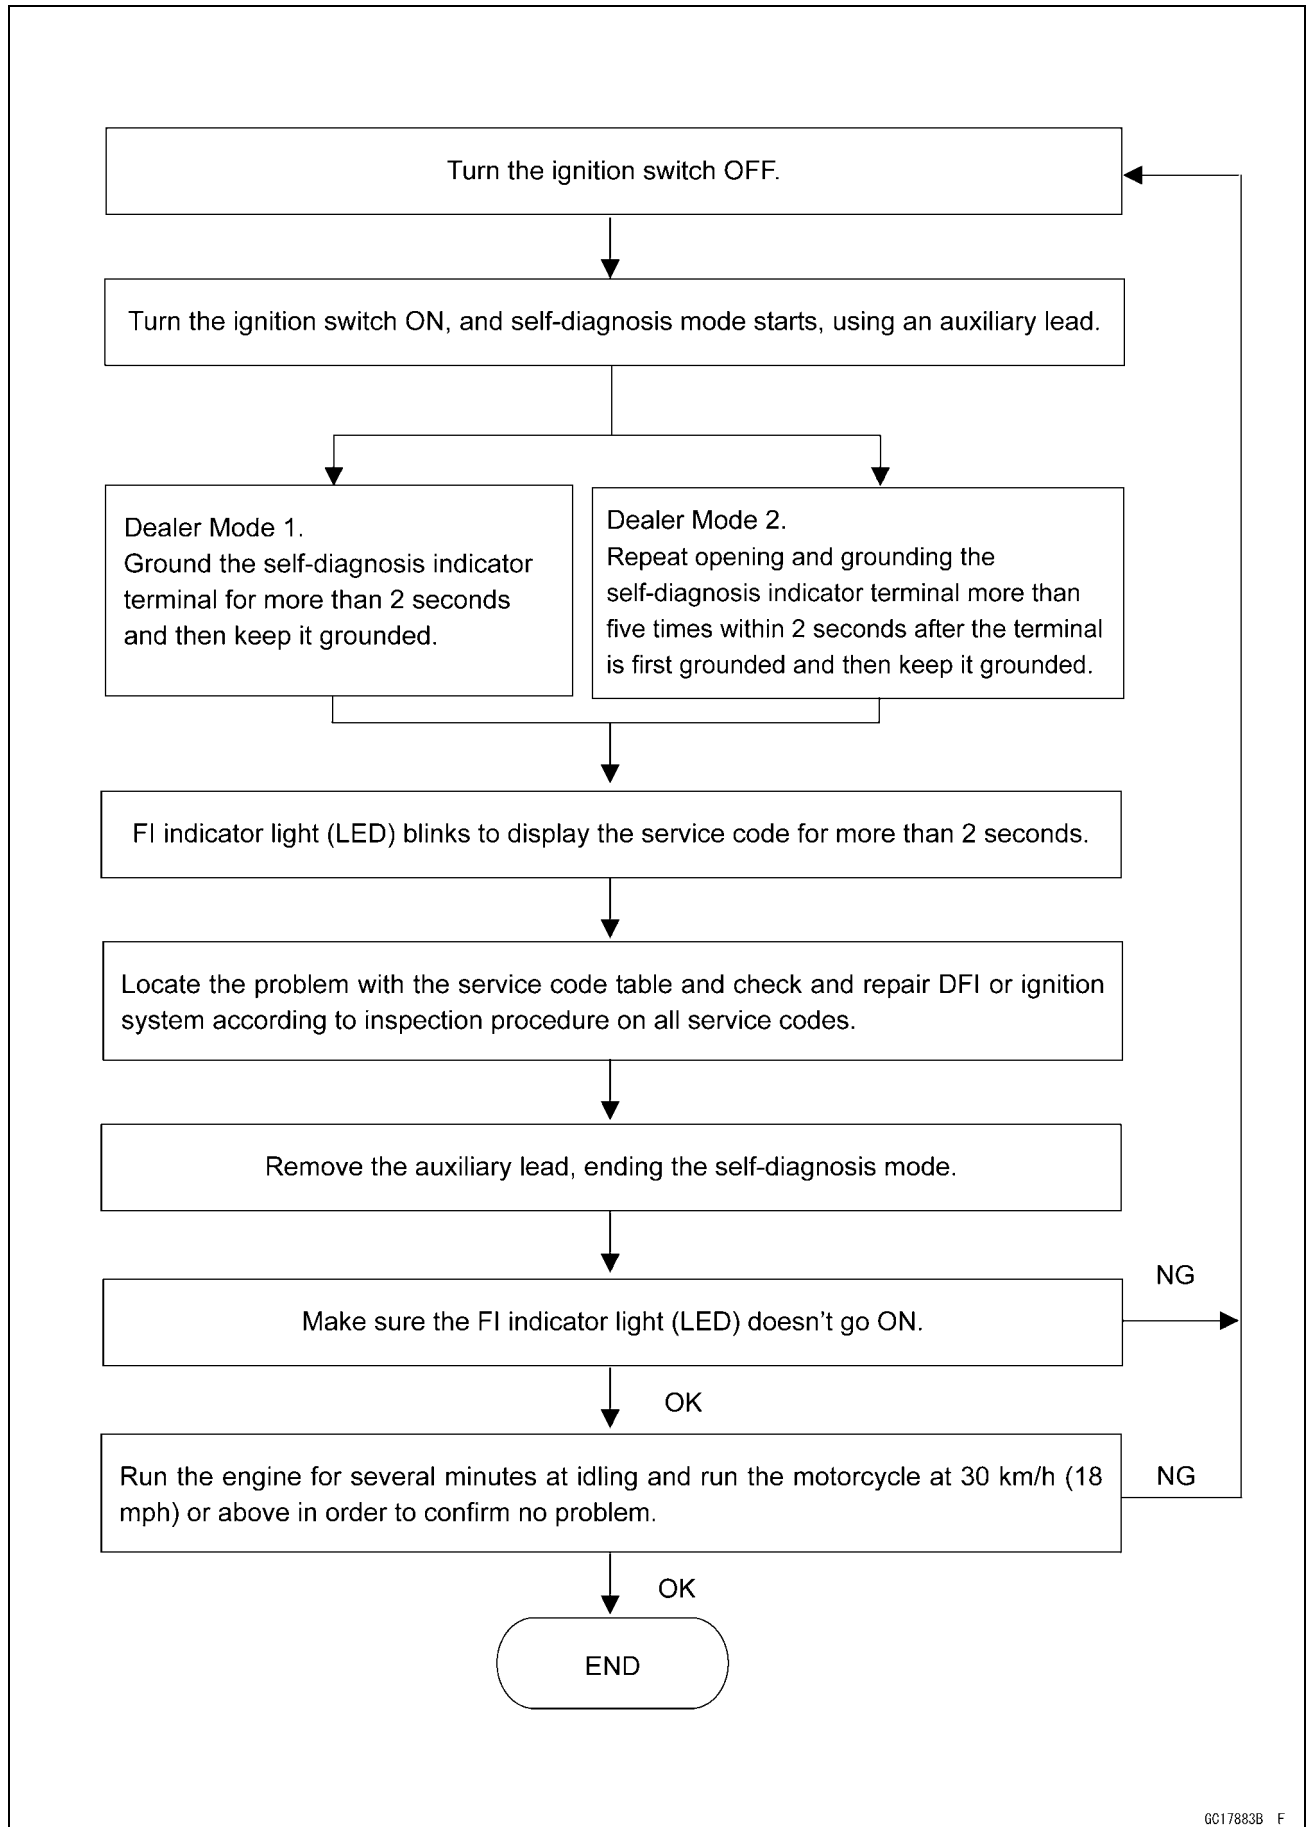 Turn the ignition switch OFF.
Turn the ignition switch ON, and self-diagnosis mode starts, using an auxiliary lead.
Dealer Mode 1.
Ground the self-diagnosis indicator
terminal for more than 2 seconds
and then keep it grounded.
Dealer Mode 2.
Repeat opening and grounding the
self-diagnosis indicator terminal more than
five times within 2 seconds after the terminal
is first grounded and then keep it grounded.
FI indicator light (LED) blinks to display the service code for more than 2 seconds.
Locate the problem with the service code table and check and repair DFI or ignition
system according to inspection procedure on all service codes.
Remove the auxiliary lead, ending the self-diagnosis mode.
NG
Make sure the FI indicator light (LED) doesn't go ON.
OK
Run the engine for several minutes at idling and run the motorcycle at 30 km/h (18
mph) or above in order to confirm no problem.
NG
OK
END
GC17883B F